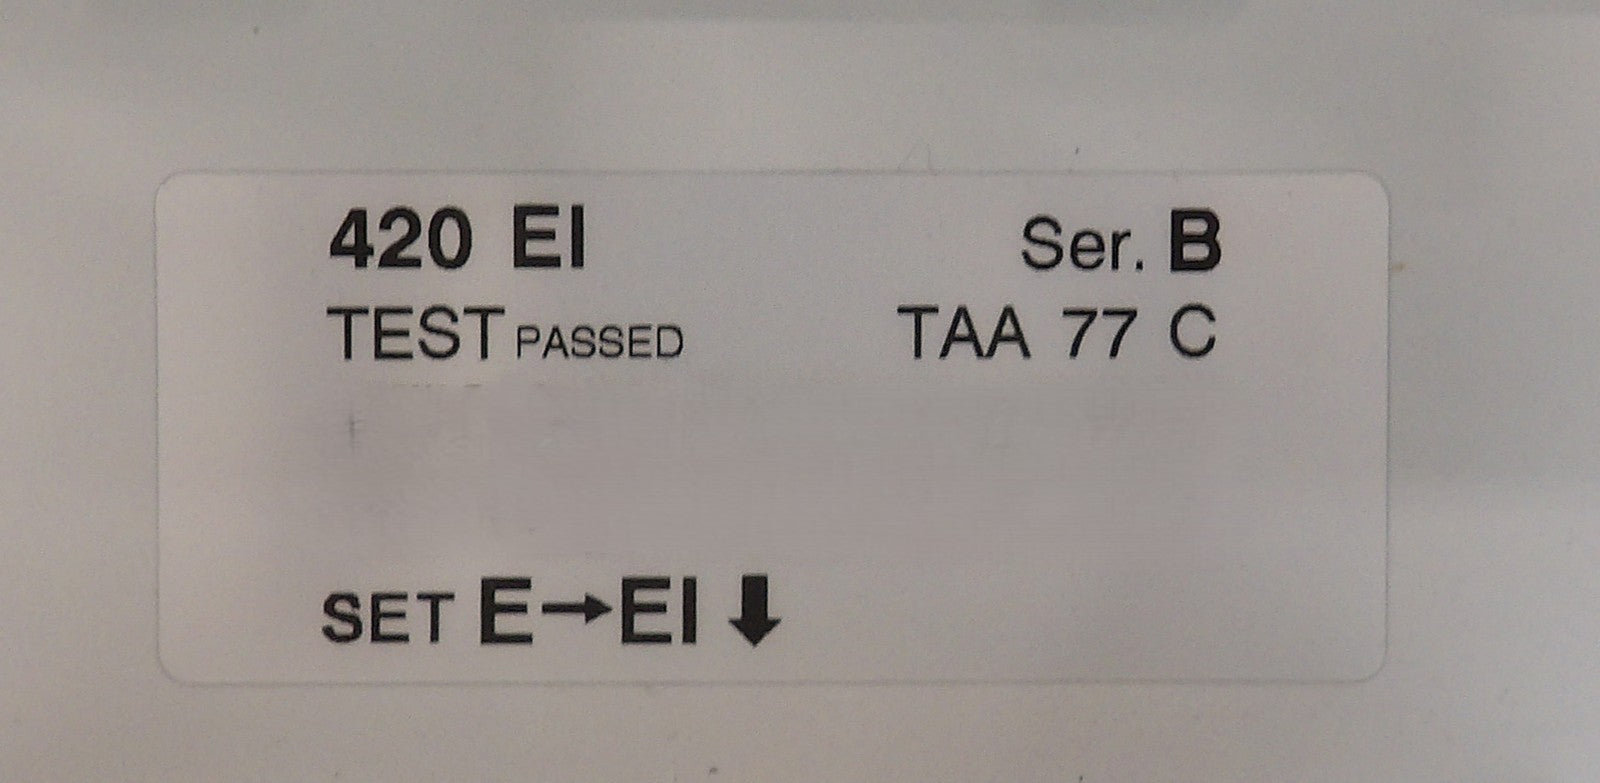 420 EI Ser. B
TEST PASSED TAA 77 C
SET E→EI ⬇